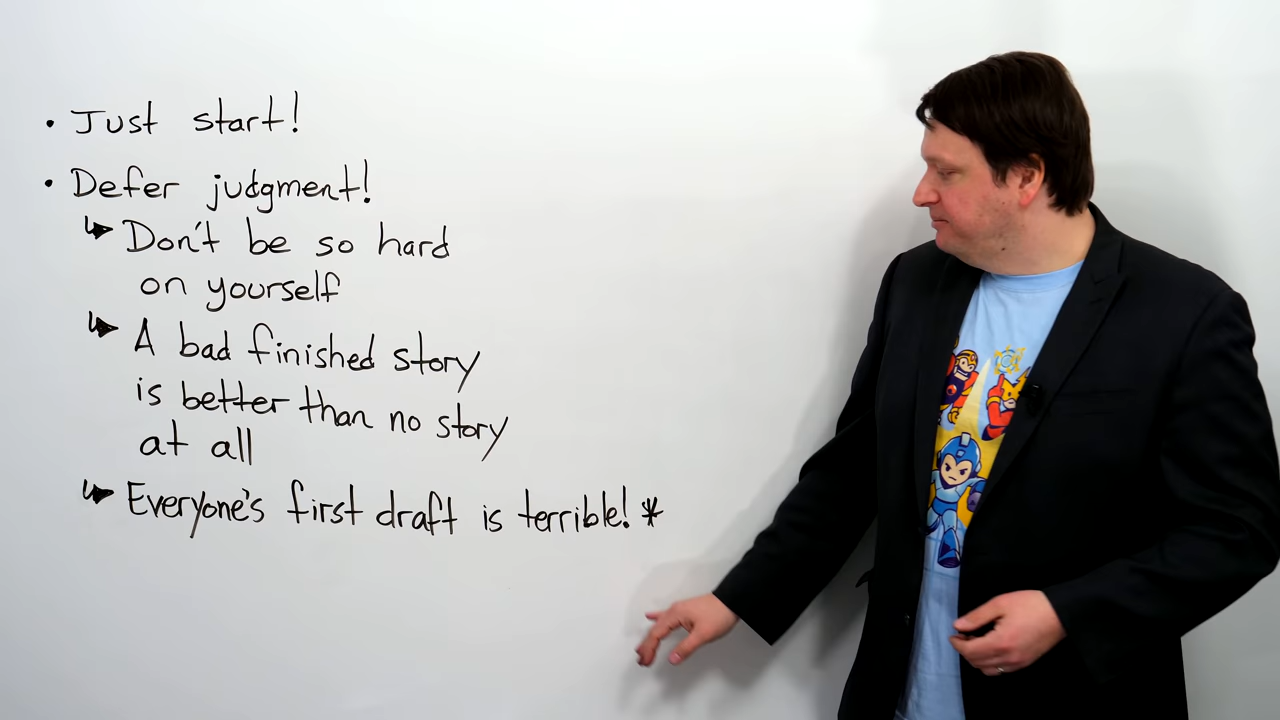 • Just start!
• Defer judgment!
↳ Don't be so hard
on yourself
↳ A bad finished story
is better than no story
at all
↳ Everyone's first draft is terrible! *